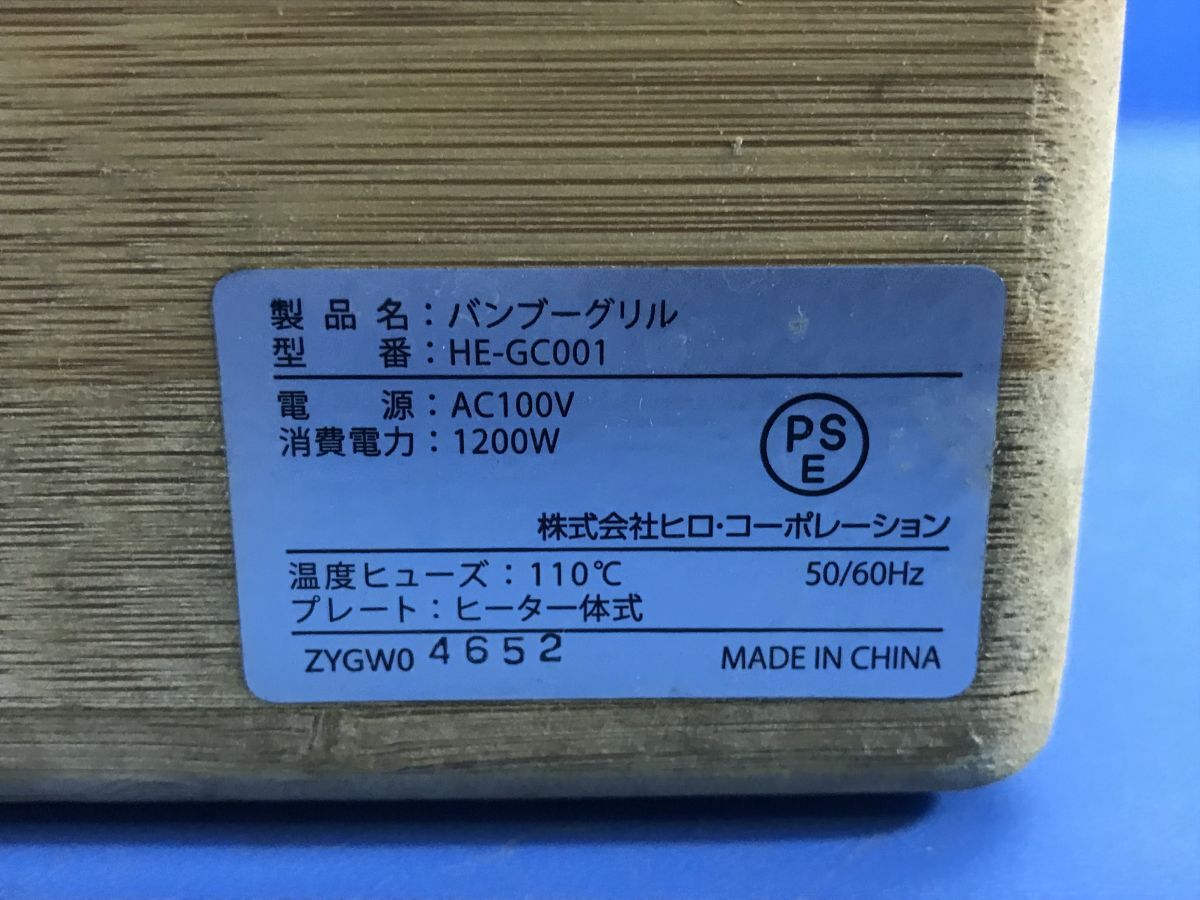 製品名：バンブーグリル
型番：HE-GC001
電源：AC100V
消費電力：1200W
PS
E
株式会社ヒロ・コーポレーション
温度ヒューズ：110℃ 50/60Hz
プレート：ヒーター一体式
ZYGW0 4652 MADE IN CHINA